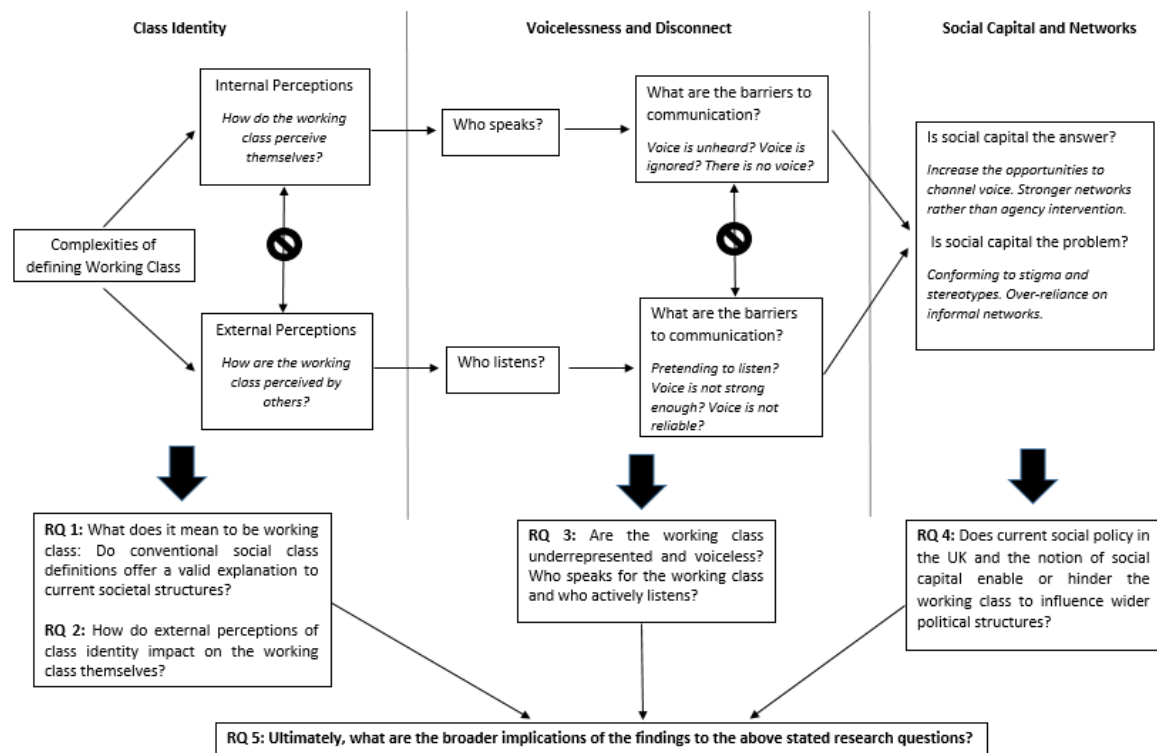 Class Identity
Voicelessness and Disconnect
Social Capital and Networks
Complexities of
defining Working Class
Internal Perceptions
How do the working
class perceive
themselves?
External Perceptions
How are the working
class perceived by
others?
Who speaks?
Who listens?
What are the barriers to
communication?
Voice is unheard? Voice is
ignored? There is no voice?
What are the barriers
to communication?
Pretending to listen?
Voice is not strong
enough? Voice is not
reliable?
Is social capital the answer?
Increase the opportunities to
channel voice. Stronger networks
rather than agency intervention.
Is social capital the problem?
Conforming to stigma and
stereotypes. Over-reliance on
informal networks.
RQ 1: What does it mean to be working
class: Do conventional social class
definitions offer a valid explanation to
current societal structures?
RQ 2: How do external perceptions of
class identity impact on the working
class themselves?
RQ 3: Are the working class
underrepresented and voiceless?
Who speaks for the working class
and who actively listens?
RQ 4: Does current social policy in
the UK and the notion of social
capital enable or hinder the
working class to influence wider
political structures?
RQ 5: Ultimately, what are the broader implications of the findings to the above stated research questions?